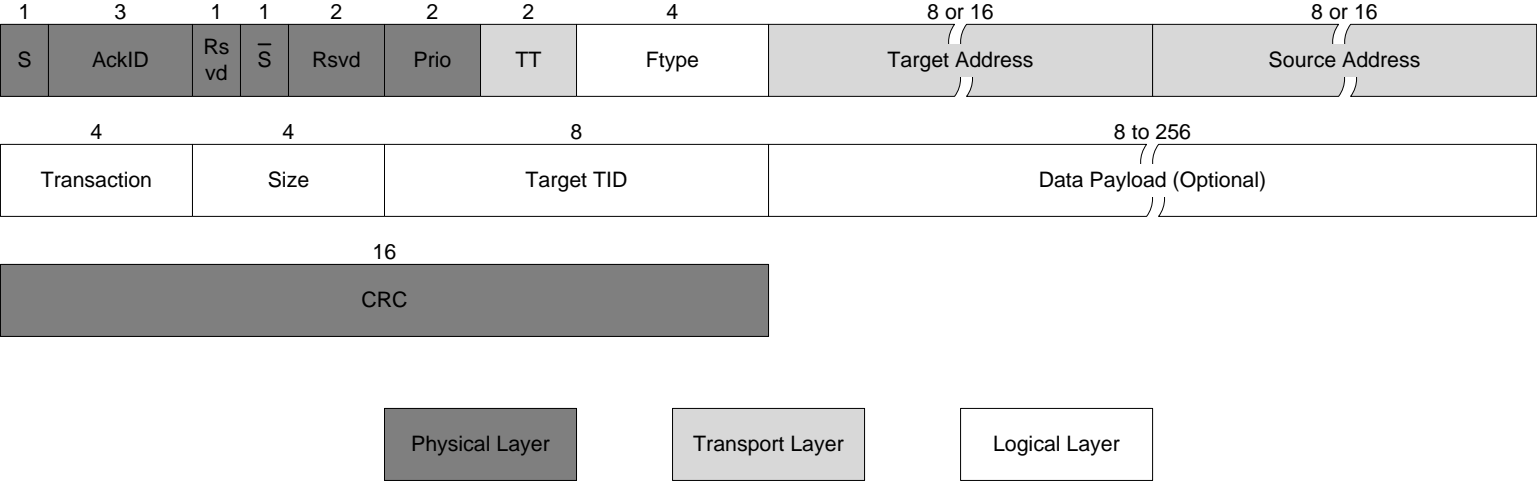 1 3 1 1 2 2 2 4 8 or 16 8 or 16
S AckID Rs vd S̅ Rsvd Prio TT Ftype Target Address Source Address
4 4 8 8 to 256
Transaction Size Target TID Data Payload (Optional)
16
CRC
Physical Layer Transport Layer Logical Layer